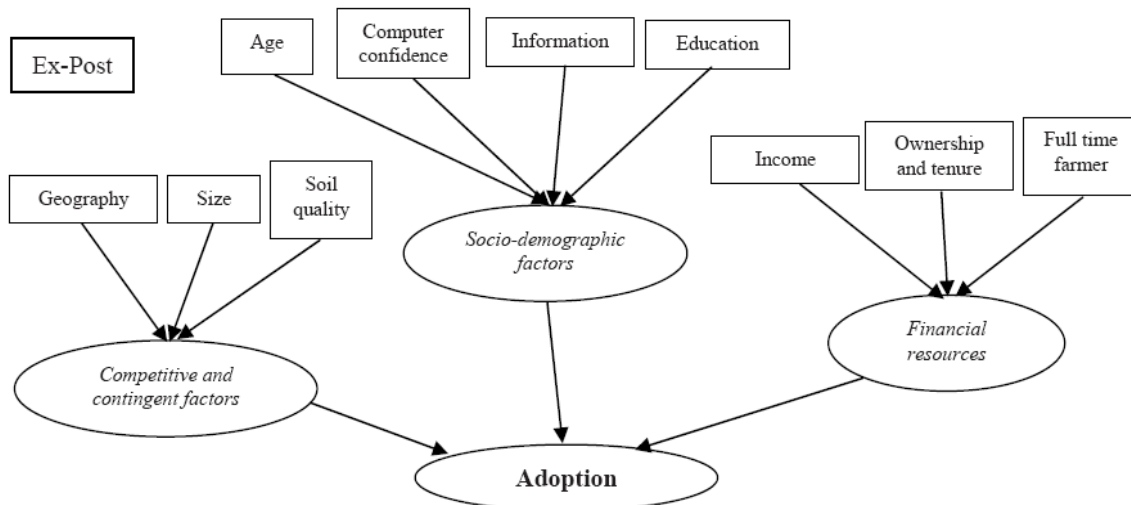 Ex-Post
Age
Computer
confidence
Information
Education
Geography
Size
Soil
quality
Income
Ownership
and tenure
Full time
farmer
Socio-demographic
factors
Competitive and
contingent factors
Financial
resources
Adoption